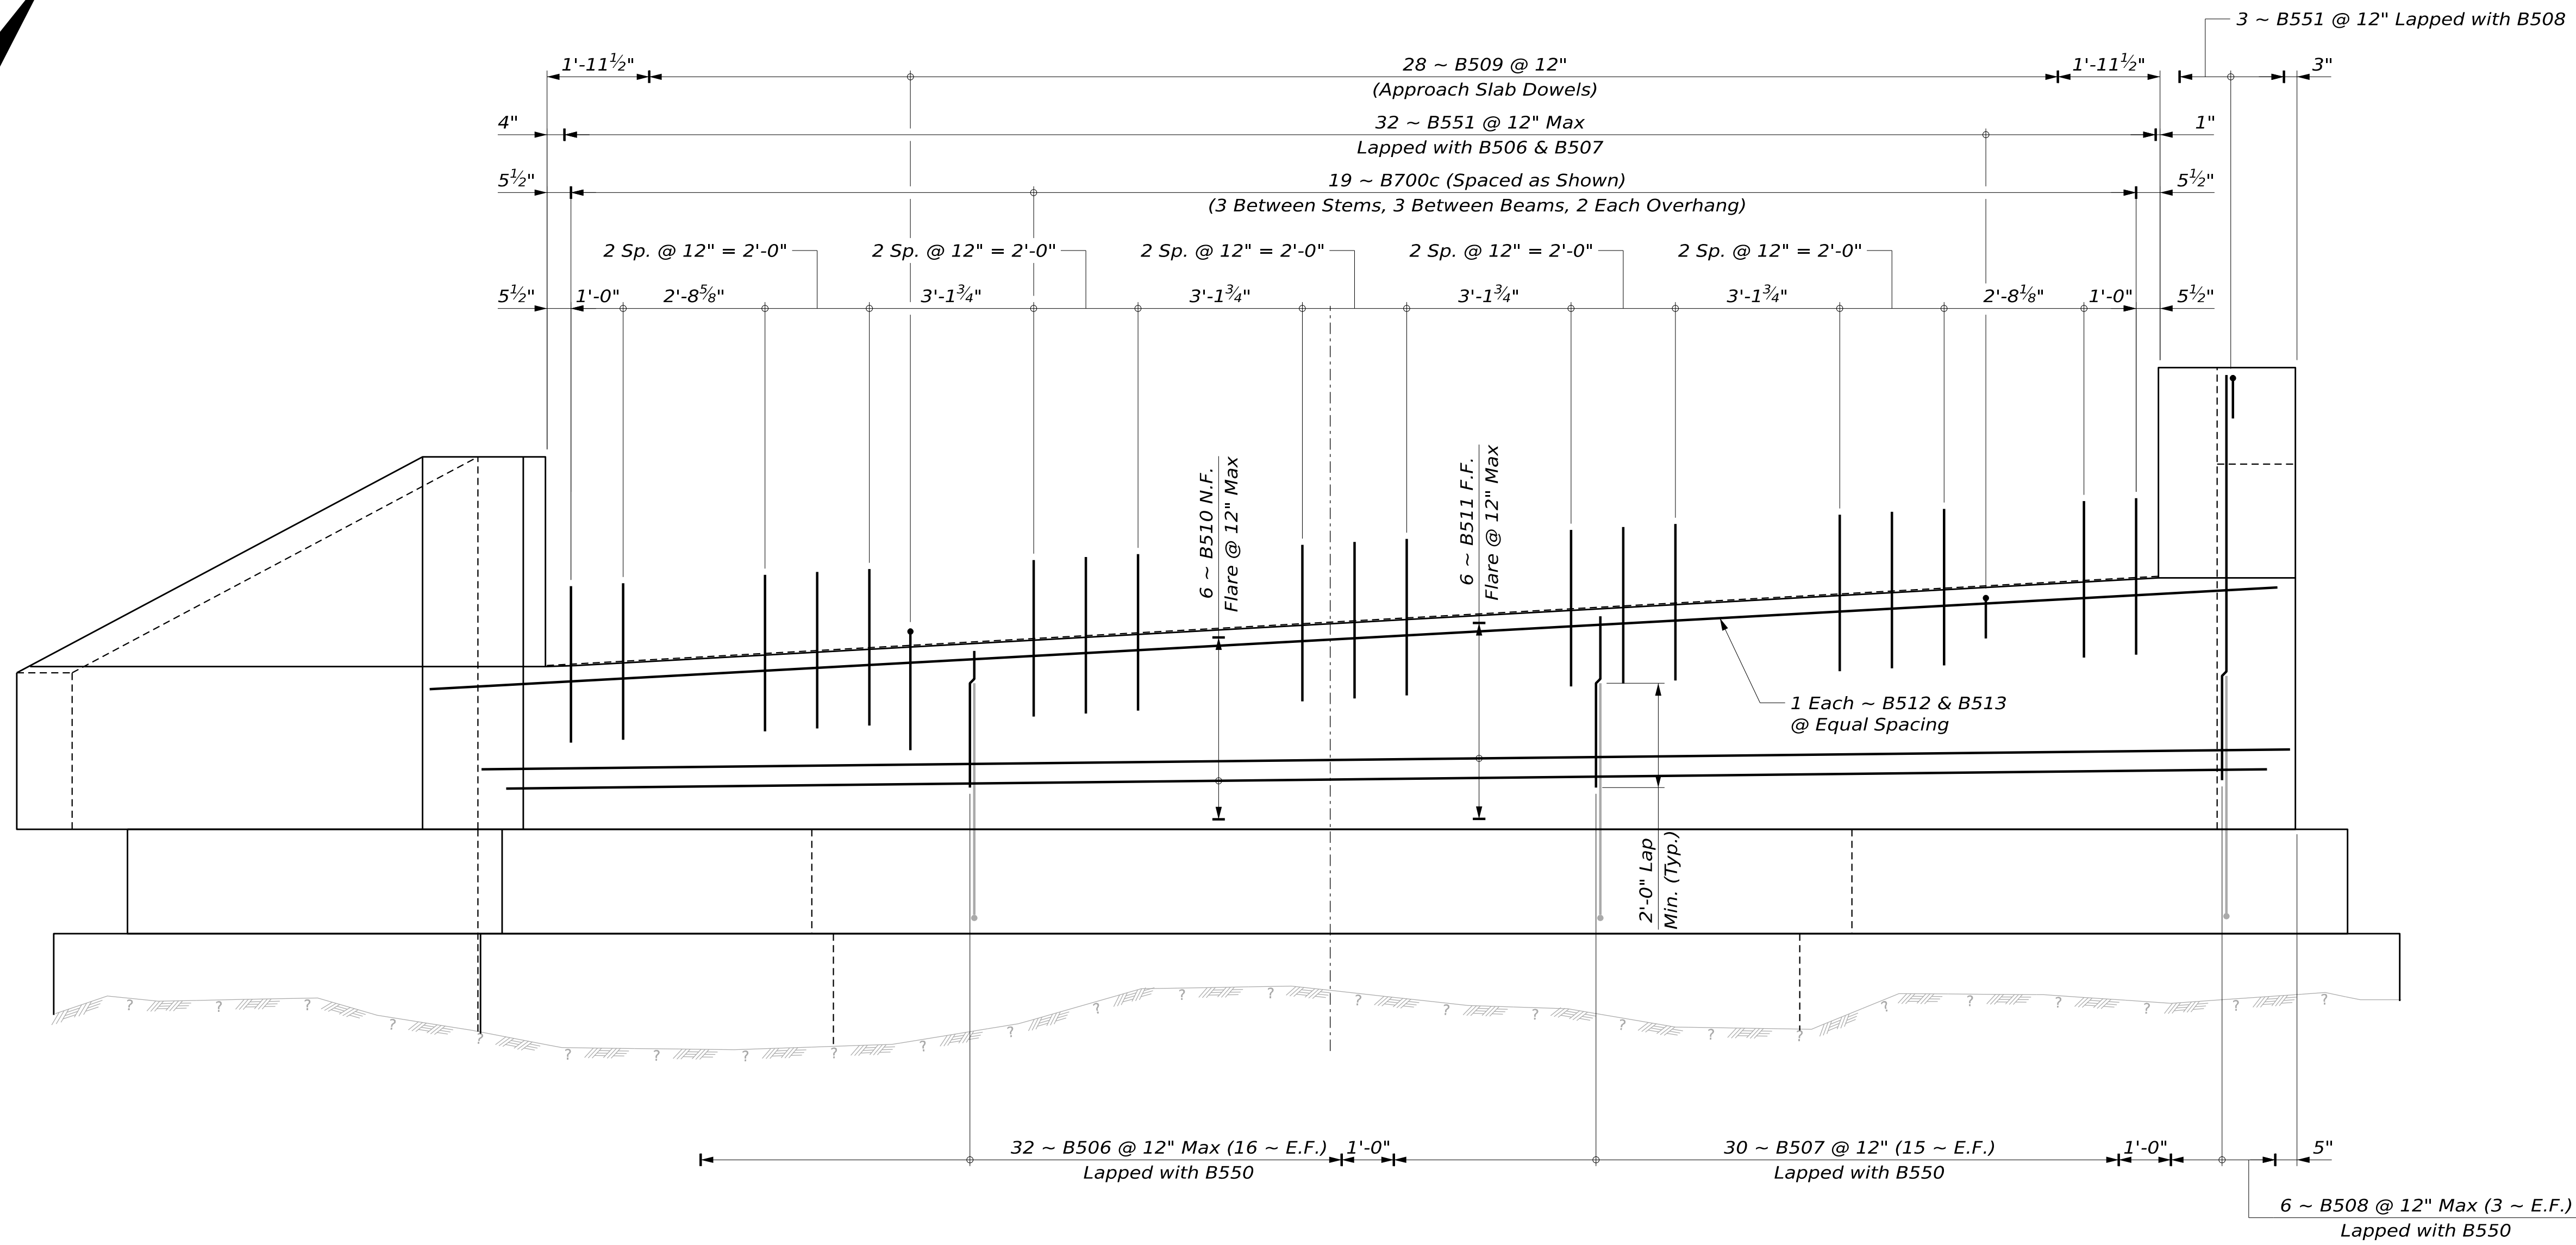 3 ~ B551 @ 12" Lapped with B508
1'-11½"
28 ~ B509 @ 12"
1'-11½"
3"
(Approach Slab Dowels)
4"
32 ~ B551 @ 12" Max
1"
Lapped with B506 & B507
5½"
19 ~ B700c (Spaced as Shown)
5½"
(3 Between Stems, 3 Between Beams, 2 Each Overhang)
2 Sp. @ 12" = 2'-0"
2 Sp. @ 12" = 2'-0"
2 Sp. @ 12" = 2'-0"
2 Sp. @ 12" = 2'-0"
2 Sp. @ 12" = 2'-0"
5½"
1'-0"
2'-8⅝"
3'-1¾"
3'-1¾"
3'-1¾"
3'-1¾"
2'-8⅛"
1'-0"
5½"
6 ~ B510 N.F.
Flare @ 12" Max
6 ~ B511 F.F.
Flare @ 12" Max
1 Each ~ B512 & B513
@ Equal Spacing
2'-0" Lap
Min. (Typ.)
? ? ? ? ? ? ? ? ? ? ? ? ? ? ? ? ? ? ? ? ? ? ? ? ? ?
32 ~ B506 @ 12" Max (16 ~ E.F.)
1'-0"
30 ~ B507 @ 12" (15 ~ E.F.)
1'-0"
5"
Lapped with B550
Lapped with B550
6 ~ B508 @ 12" Max (3 ~ E.F.)
Lapped with B550